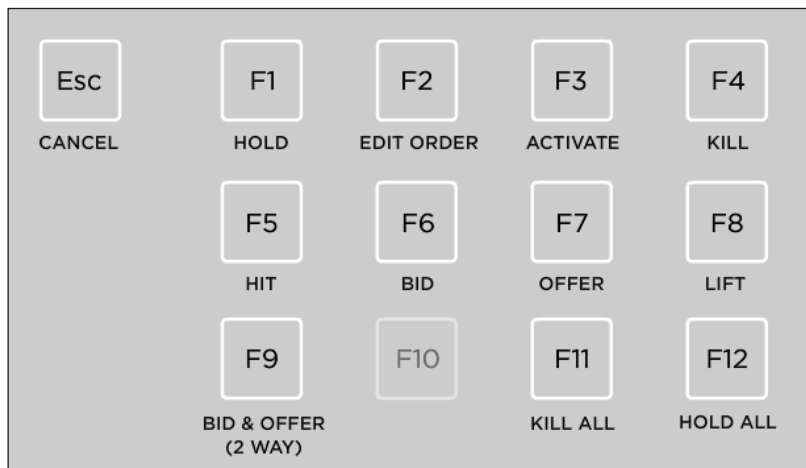 Esc F1 F2 F3 F4
CANCEL HOLD EDIT ORDER ACTIVATE KILL
F5 F6 F7 F8
HIT BID OFFER LIFT
F9 F10 F11 F12
BID & OFFER KILL ALL HOLD ALL
(2 WAY)